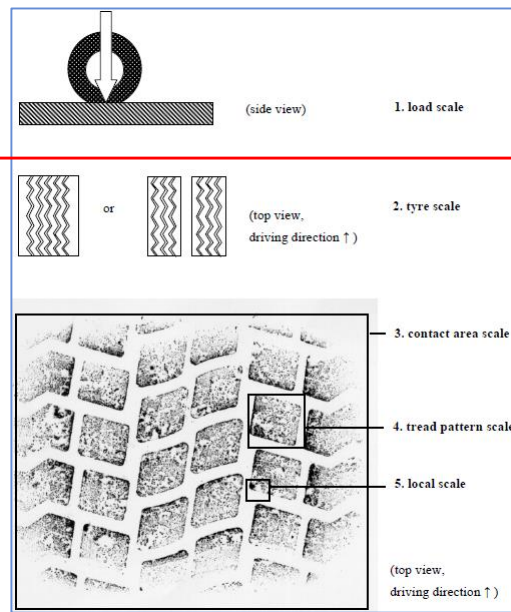 (side view)
1. load scale
or
2. tyre scale
(top view,
driving direction ↑ )
3. contact area scale
4. tread pattern scale
5. local scale
(top view,
driving direction ↑ )